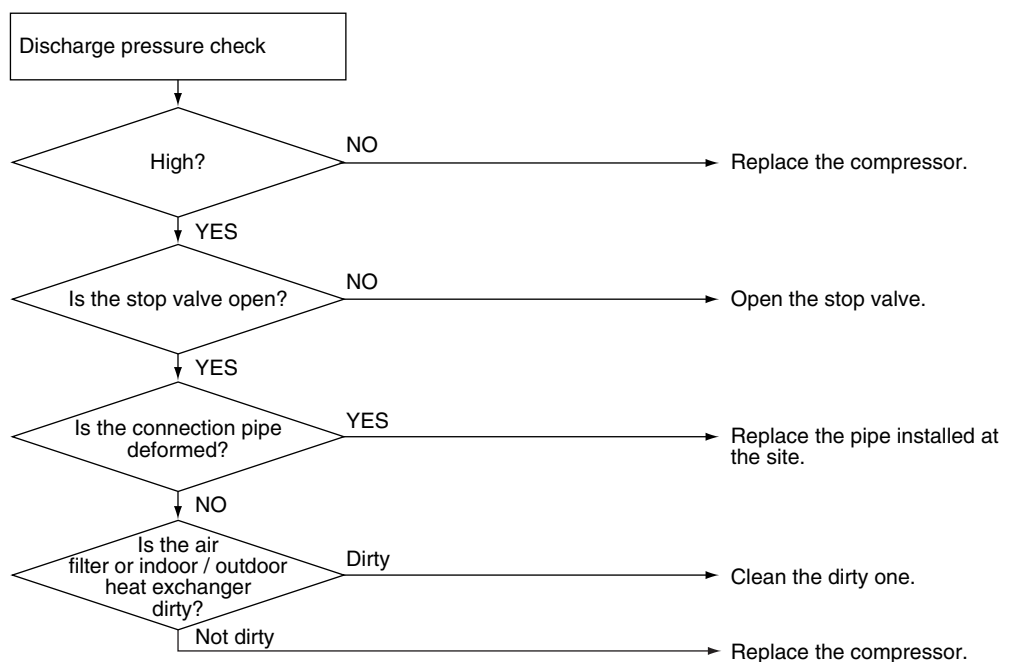 Discharge pressure check
High?
NO
Replace the compressor.
YES
Is the stop valve open?
NO
Open the stop valve.
YES
Is the connection pipe
deformed?
YES
Replace the pipe installed at
the site.
NO
Is the air
filter or indoor / outdoor
heat exchanger
dirty?
Dirty
Clean the dirty one.
Not dirty
Replace the compressor.